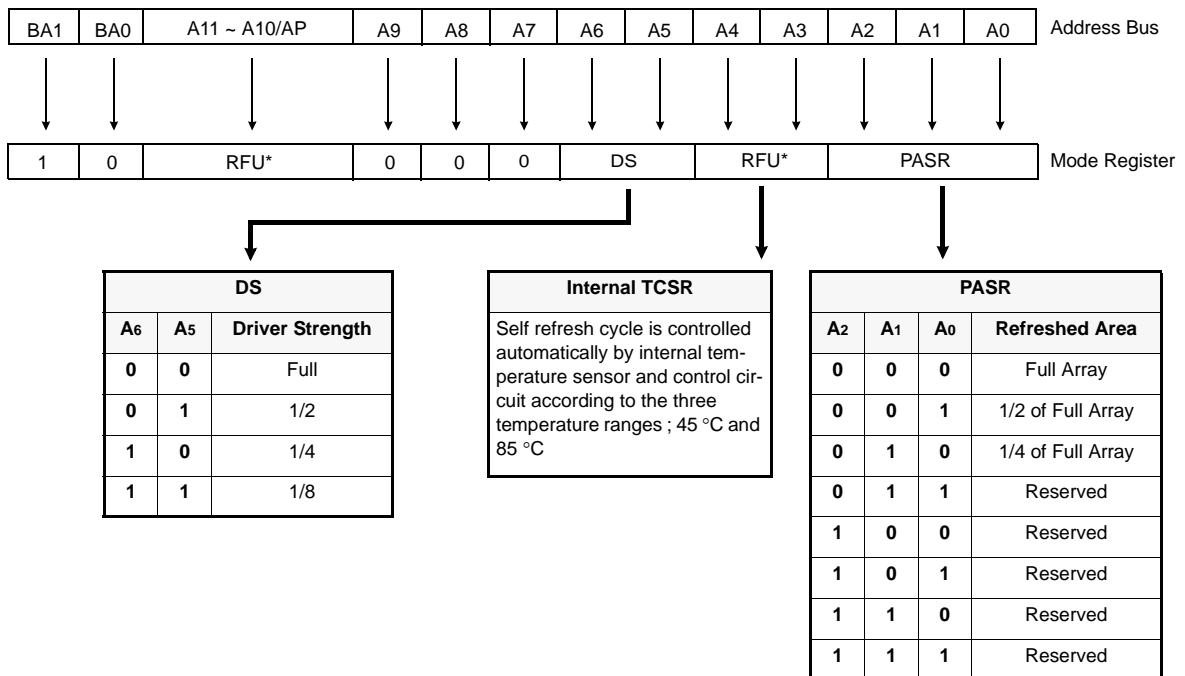 BA1 BA0 A11 ~ A10/AP A9 A8 A7 A6 A5 A4 A3 A2 A1 A0 Address Bus
1 0 RFU* 0 0 0 DS RFU* PASR Mode Register
DS
A6 A5 Driver Strength
0 0 Full
0 1 1/2
1 0 1/4
1 1 1/8
Internal TCSR
Self refresh cycle is controlled
automatically by internal tem-
perature sensor and control cir-
cuit according to the three
temperature ranges ; 45 °C and
85 °C
PASR
A2 A1 A0 Refreshed Area
0 0 0 Full Array
0 0 1 1/2 of Full Array
0 1 0 1/4 of Full Array
0 1 1 Reserved
1 0 0 Reserved
1 0 1 Reserved
1 1 0 Reserved
1 1 1 Reserved